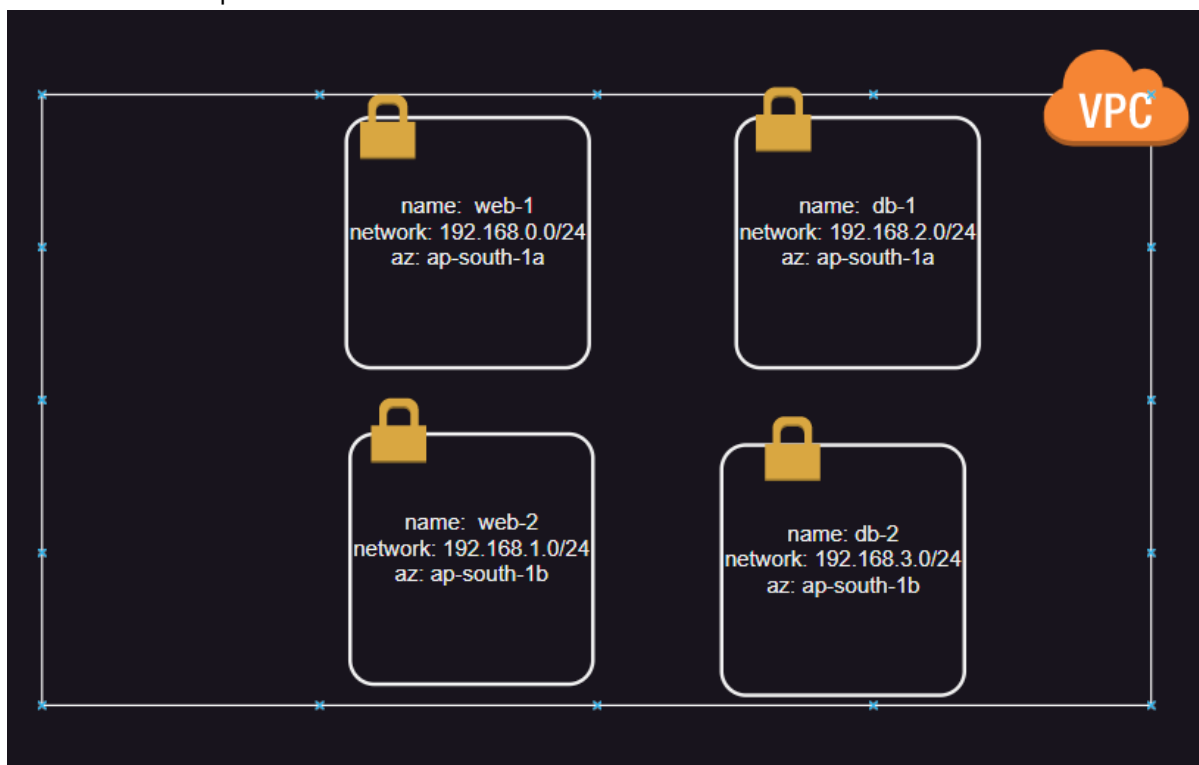 VPC
name: web-1
network: 192.168.0.0/24
az: ap-south-1a
name: db-1
network: 192.168.2.0/24
az: ap-south-1a
name: web-2
network: 192.168.1.0/24
az: ap-south-1b
name: db-2
network: 192.168.3.0/24
az: ap-south-1b